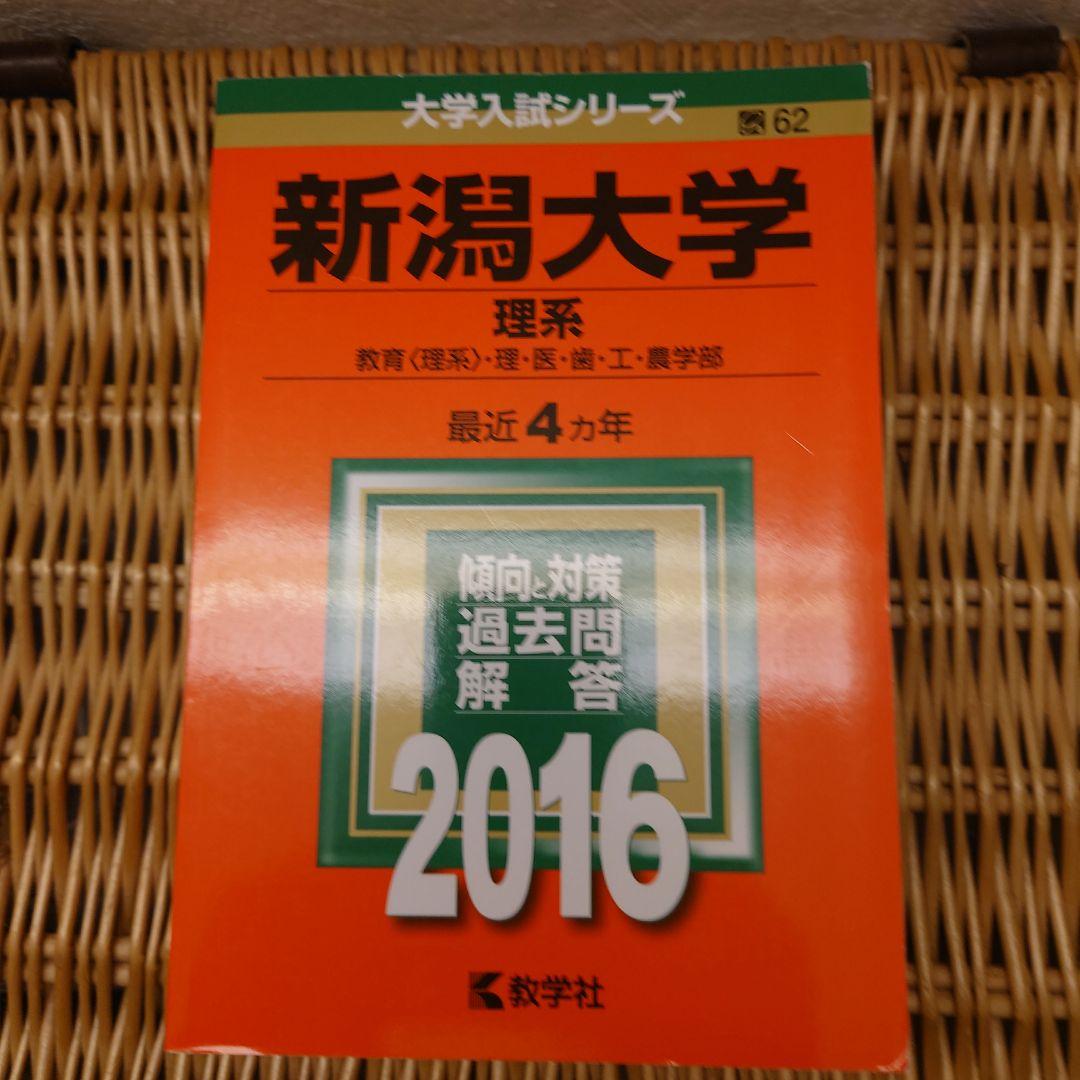 大学入試シリーズ
62
新潟大学
理系
教育〈理系〉・理・医・歯・工・農学部
最近4カ年
傾向と対策
過去問
解答
2016
教学社